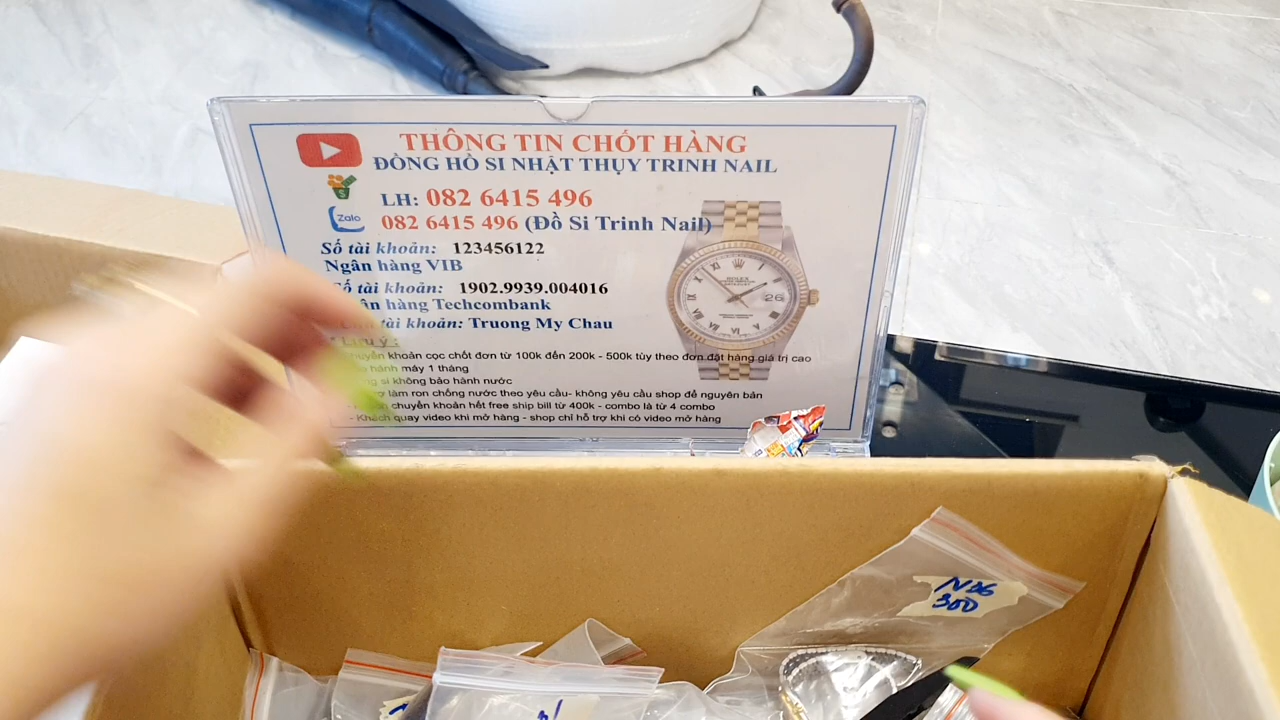 THÔNG TIN CHỐT HÀNG
ĐỒNG HỒ SI NHẬT THỤY TRINH NAIL
LH: 082 6415 496
Zalo
082 6415 496 (Đồ Si Trinh Nail)
Số tài khoản: 123456122
Ngân hàng VIB
Số tài khoản: 1902.9939.004016
hàng Techcombank
tài khoản: Truong My Chau
Lưu ý:
khoản cọc chốt đơn từ 100k đến 200k - 500k tùy theo đơn đặt hàng giá trị cao
hành máy 1 tháng
si không bảo hành nước
làm ron chống nước theo yêu cầu- không yêu cầu shop để nguyên bản
chuyển khoản hết free ship bill từ 400k - combo là từ 4 combo
- Khách quay video khi mở hàng - shop chỉ hỗ trợ khi có video mở hàng
ROLEX
26
N06
300